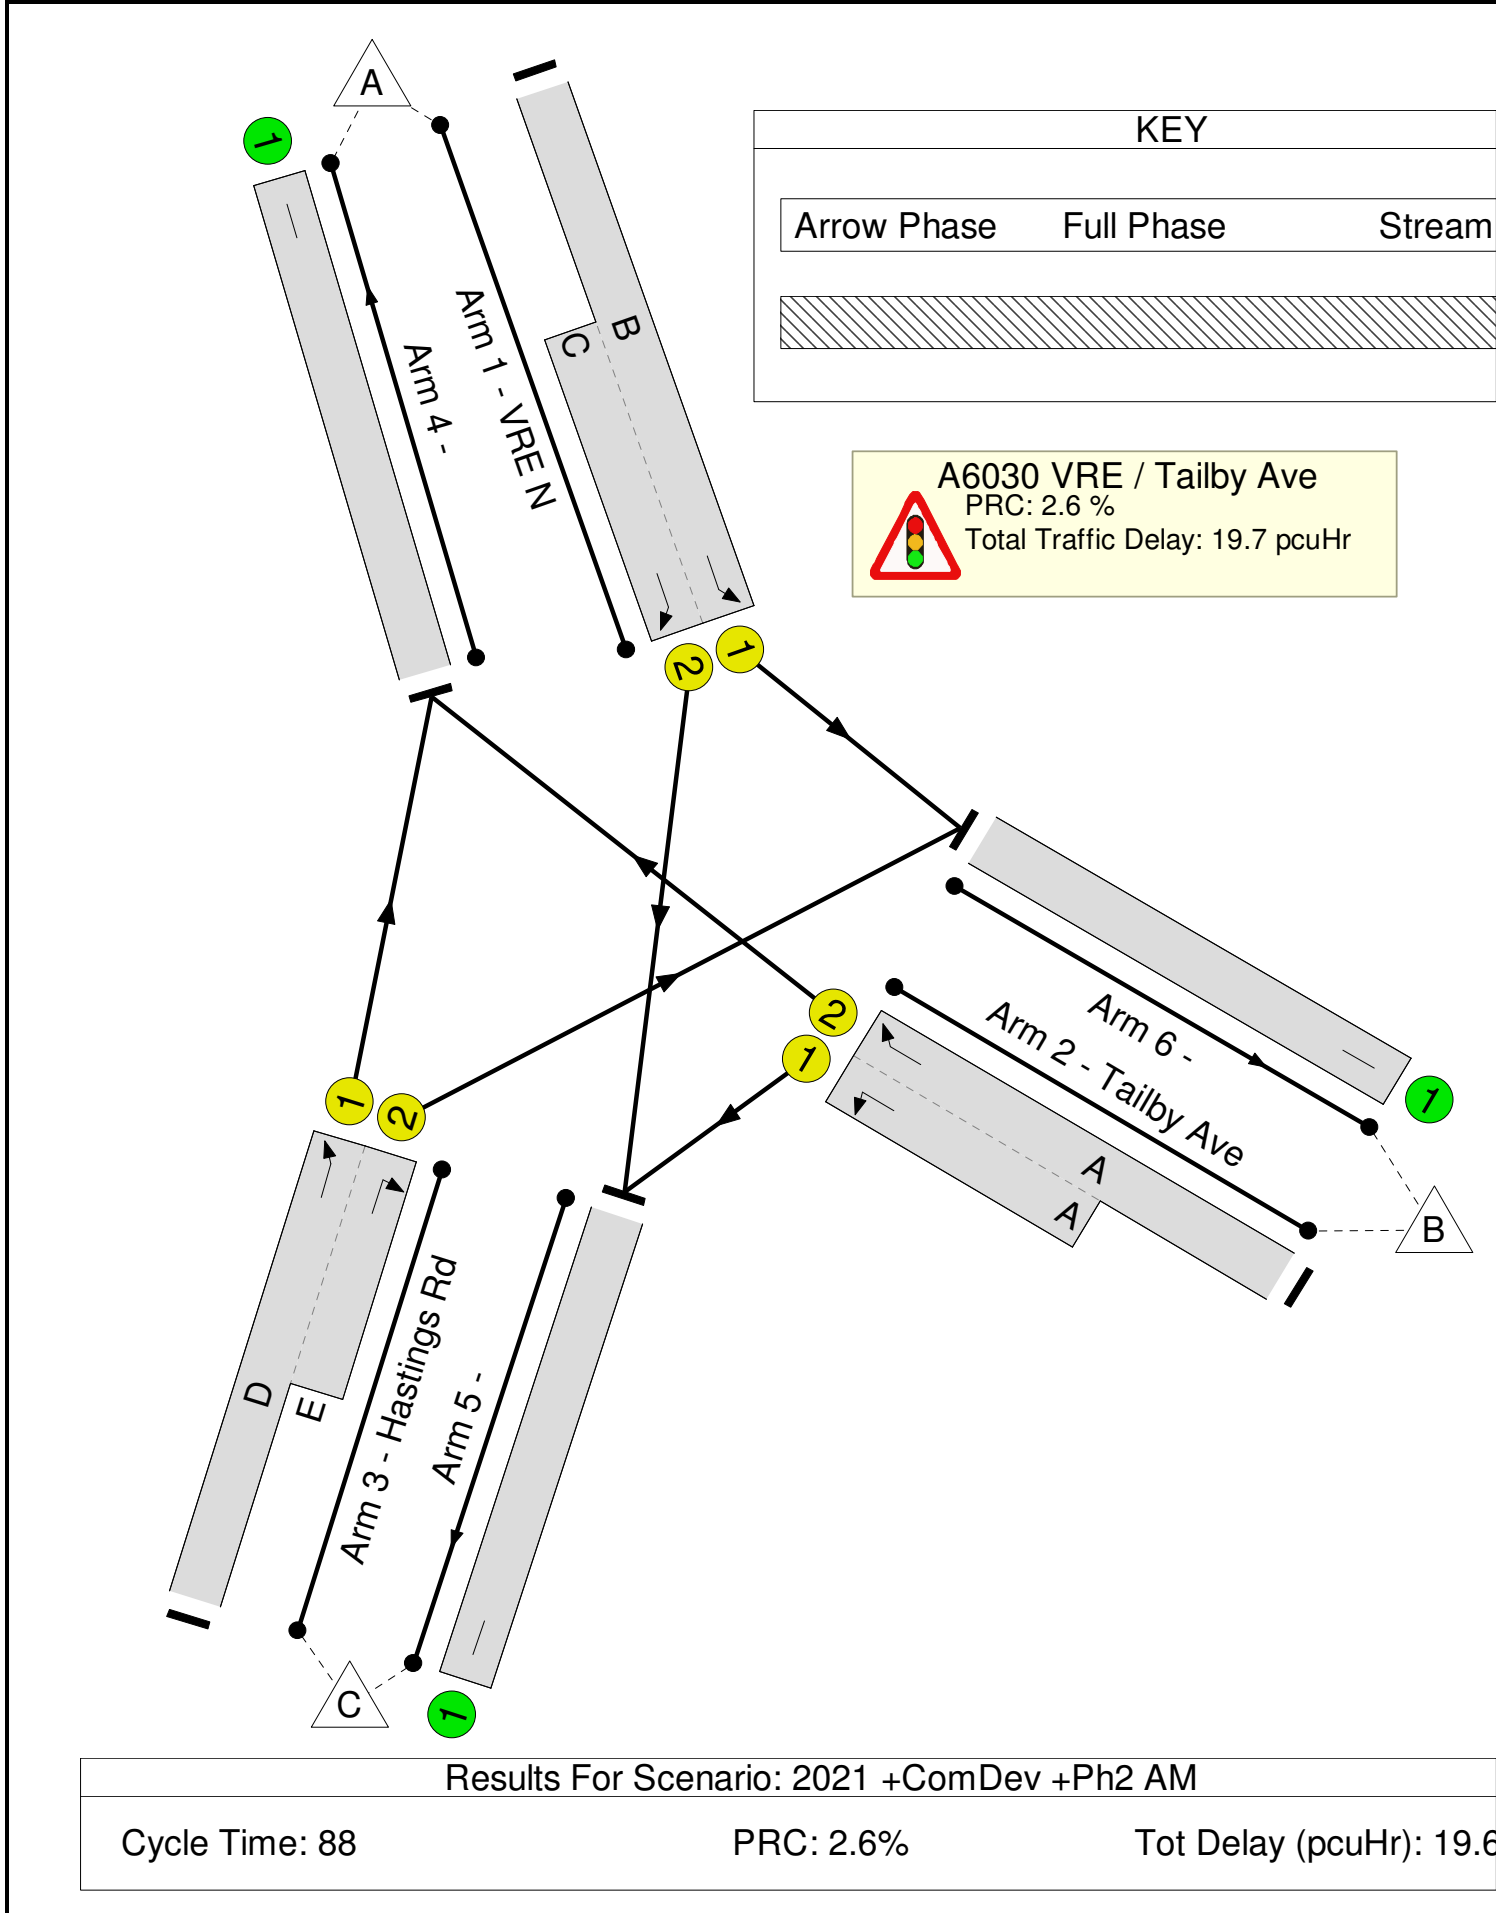 A
1
KEY
Arrow Phase Full Phase Stream
B
C
Arm 1 - VRE N
Arm 4 -
A6030 VRE / Tailby Ave
PRC: 2.6 %
Total Traffic Delay: 19.7 pcuHr
1
2
2
1
Arm 6 -
Arm 2 - Tailby Ave
1
A
A
B
1
2
D
E
Arm 3 - Hastings Rd
Arm 5 -
C
1
Results For Scenario: 2021 +ComDev +Ph2 AM
Cycle Time: 88 PRC: 2.6% Tot Delay (pcuHr): 19.6